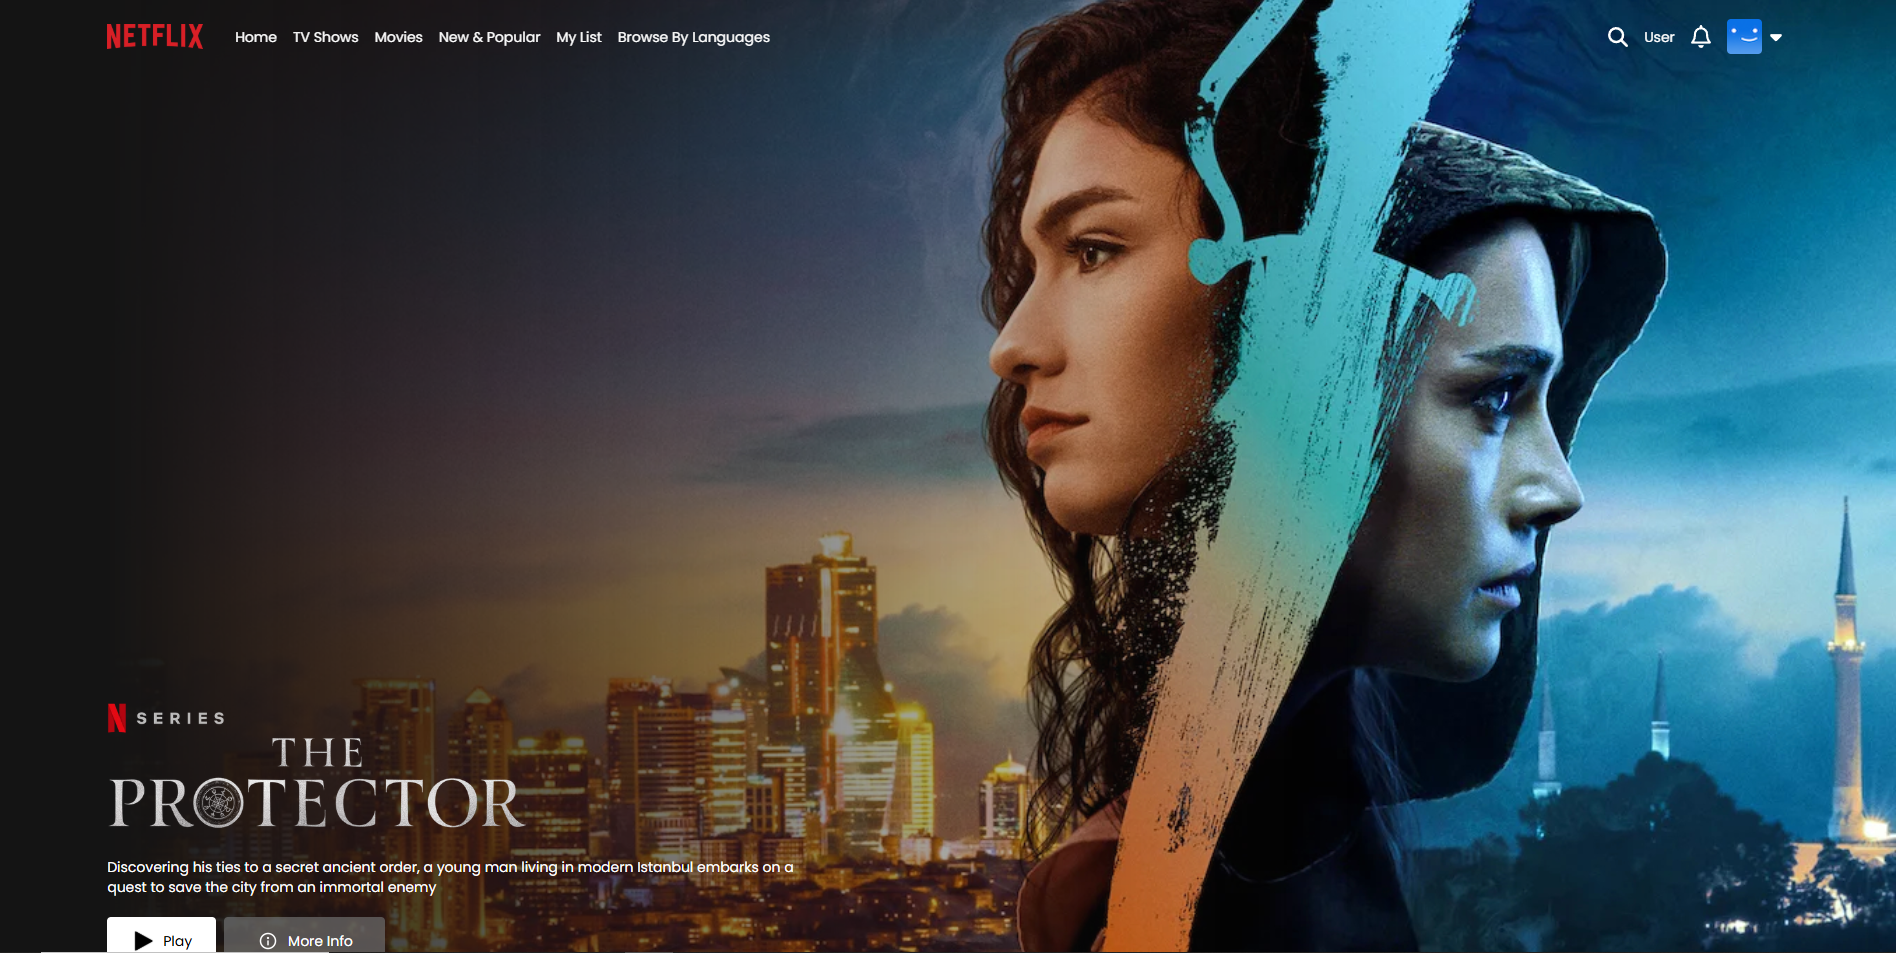 NETFLIX Home TV Shows Movies New & Popular My List Browse By Languages User
N SERIES
THE
PROTECTOR
Discovering his ties to a secret ancient order, a young man living in modern Istanbul embarks on a
quest to save the city from an immortal enemy
Play More Info